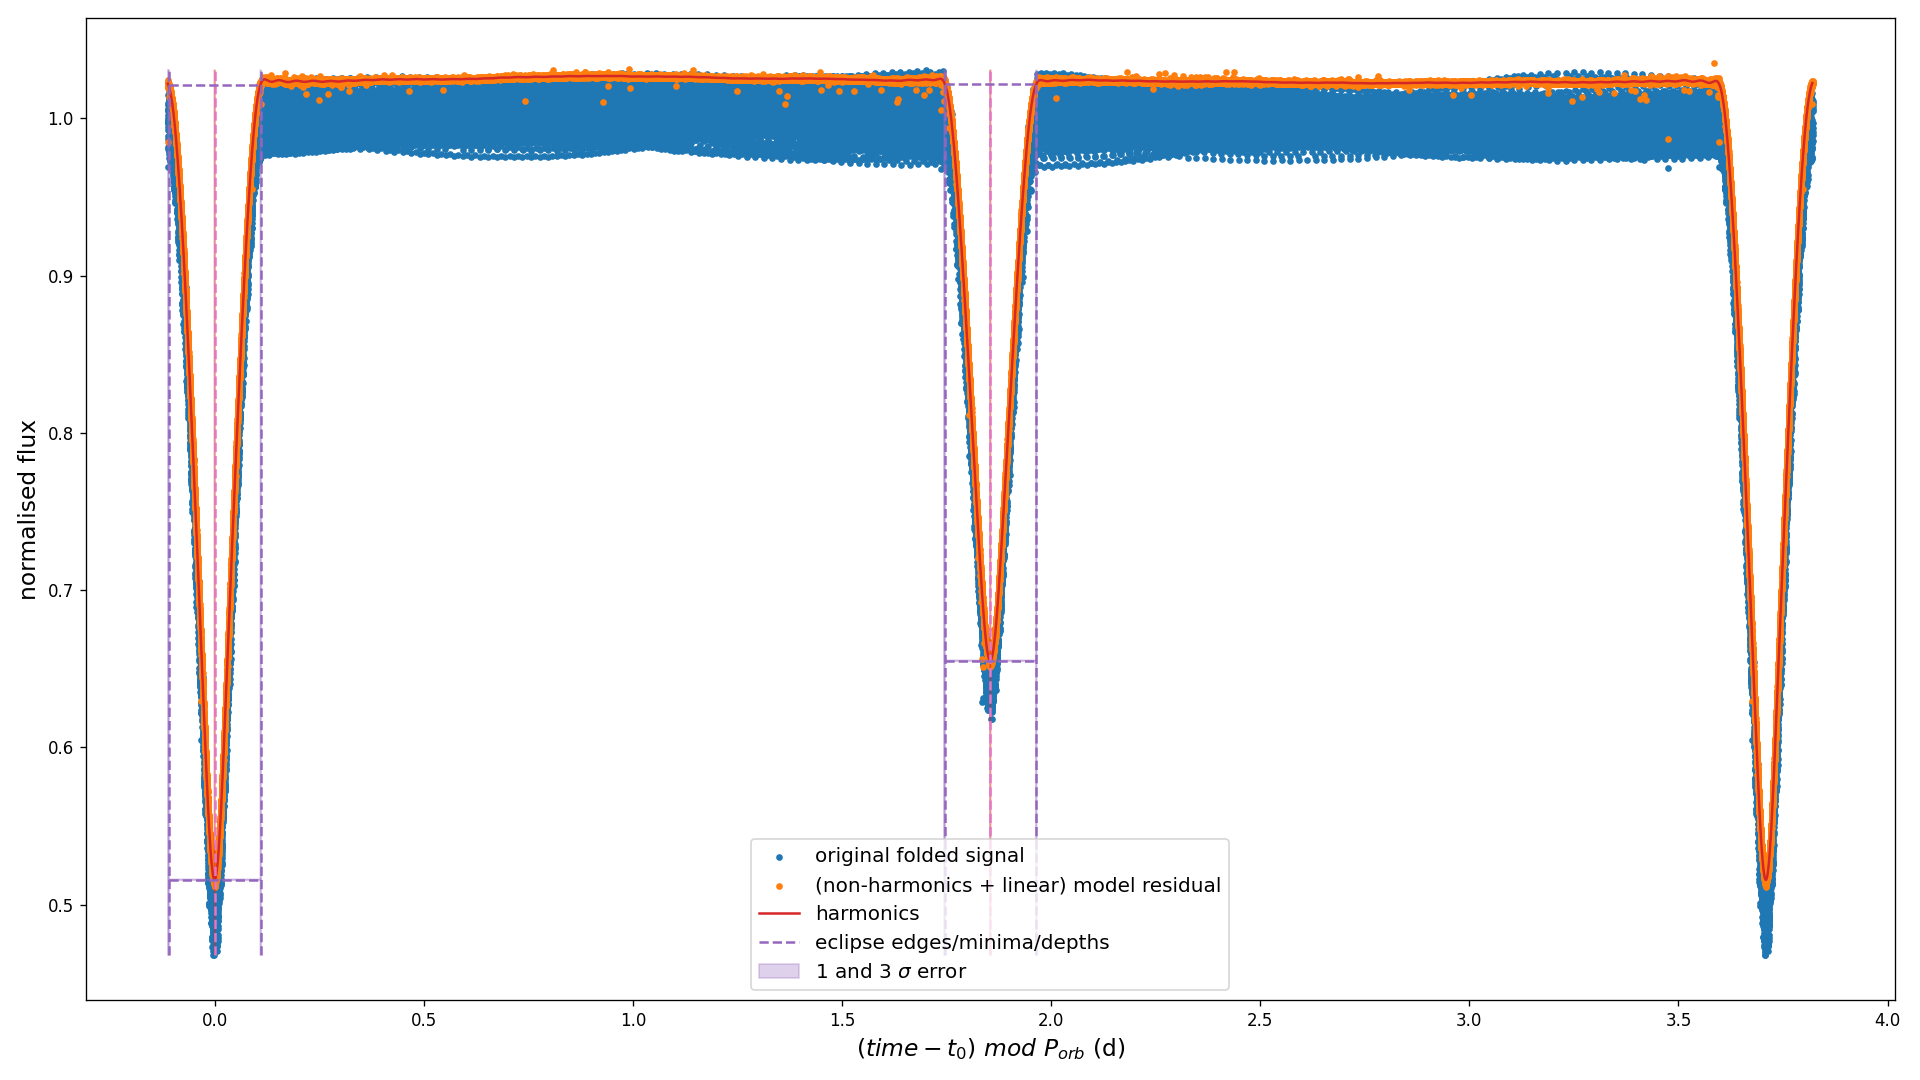 normalised flux
1.0
0.9
0.8
0.7
0.6
0.5
original folded signal
(non-harmonics + linear) model residual
harmonics
eclipse edges/minima/depths
1 and 3 σ error
0.0 0.5 1.0 1.5 2.0 2.5 3.0 3.5 4.0
(time − t₀) mod Pₒᵣb (d)